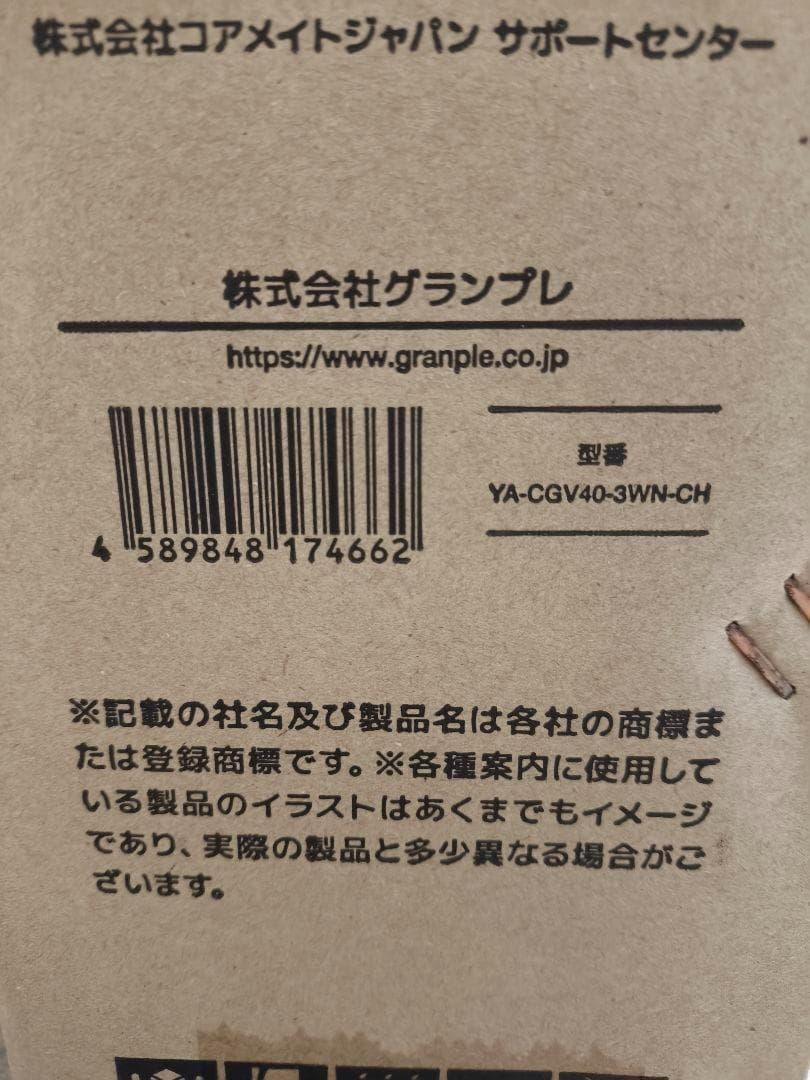 株式会社コアメイトジャパン サポートセンター
株式会社グランプレ
https://www.granple.co.jp
型番
YA-CGV40-3WN-CH
4 589848 174662
※記載の社名及び製品名は各社の商標ま
たは登録商標です。※各種案内に使用して
いる製品のイラストはあくまでもイメージ
であり、実際の製品と多少異なる場合がご
ざいます。